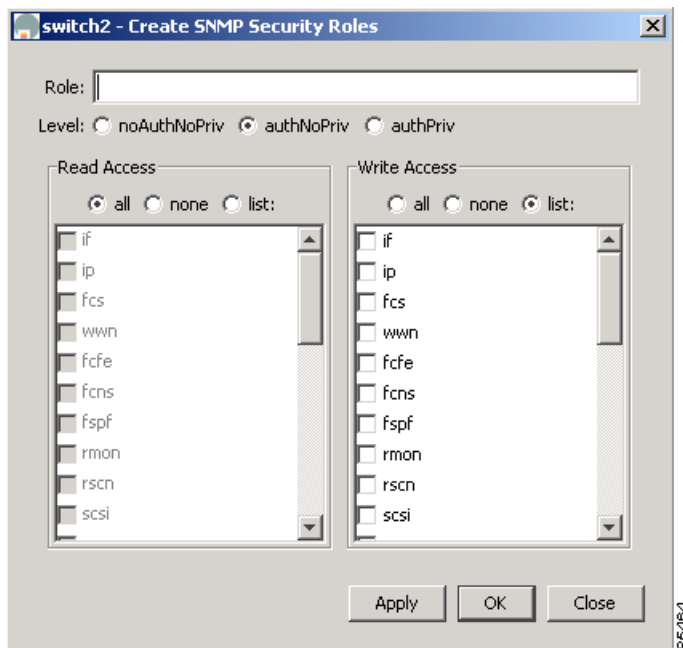 switch2 - Create SNMP Security Roles
Role:
Level: noAuthNoPriv authNoPriv authPriv
Read Access
all none list:
if
ip
fcs
wwn
fcfe
fcns
fspf
rmon
rscn
scsi
Write Access
all none list:
if
ip
fcs
wwn
fcfe
fcns
fspf
rmon
rscn
scsi
Apply OK Close